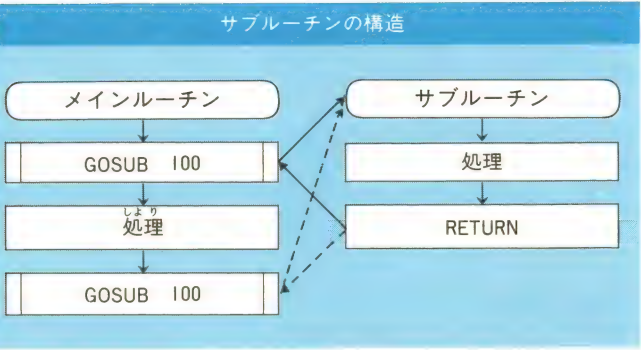 サブルーチンの構造
メインルーチン
GOSUB 100
しょり
処理
GOSUB 100
サブルーチン
処理
RETURN